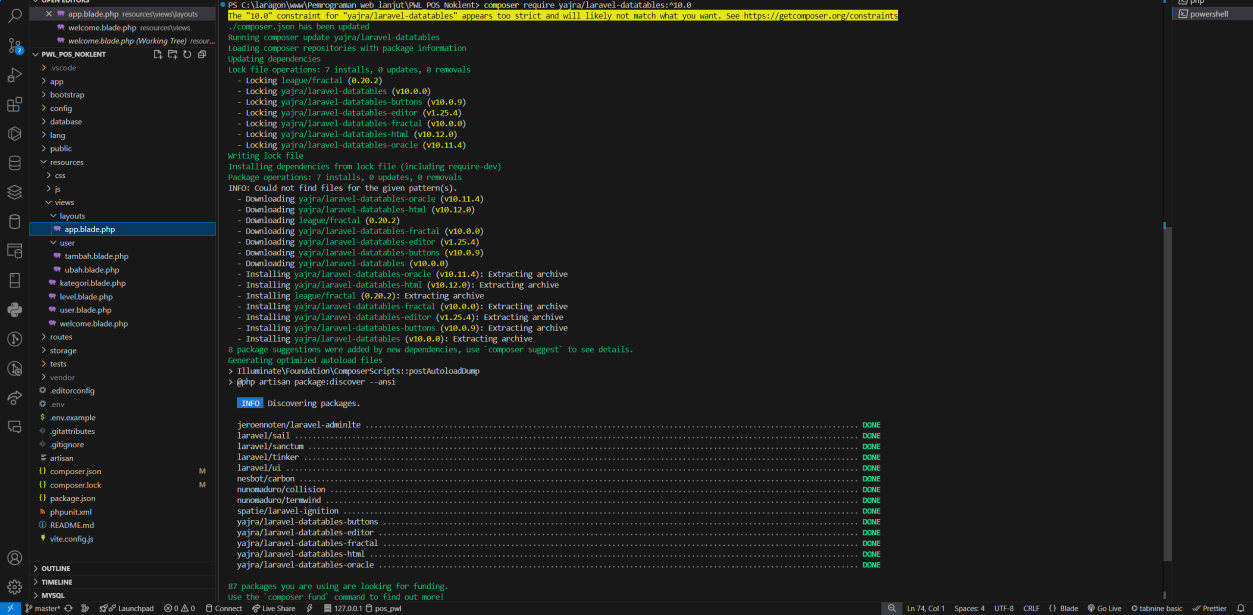 OPEN EDITORS
app.blade.php resources\views\layouts
welcome.blade.php resources\views
welcome.blade.php (Working Tree) resour...
PWL_POS_NOKLENT
.vscode
app
bootstrap
config
database
lang
public
resources
css
js
views
layouts
app.blade.php
user
tambah.blade.php
ubah.blade.php
kategori.blade.php
level.blade.php
user.blade.php
welcome.blade.php
routes
storage
tests
vendor
.editorconfig
.env
.env.example
.gitattributes
.gitignore
artisan
composer.json M
composer.lock M
package.json
phpunit.xml
README.md
vite.config.js
OUTLINE
TIMELINE
MYSQL
2
PS C:\laragon\www\Pemrograman_web_lanjut\PWL_POS_Noklent> composer require yajra/laravel-datatables:^10.0
The "10.0" constraint for "yajra/laravel-datatables" appears too strict and will likely not match what you want. See https://getcomposer.org/constraints
./composer.json has been updated
Running composer update yajra/laravel-datatables
Loading composer repositories with package information
Updating dependencies
Lock file operations: 7 installs, 0 updates, 0 removals
- Locking league/fractal (0.20.2)
- Locking yajra/laravel-datatables (v10.0.0)
- Locking yajra/laravel-datatables-buttons (v10.0.9)
- Locking yajra/laravel-datatables-editor (v1.25.4)
- Locking yajra/laravel-datatables-fractal (v10.0.0)
- Locking yajra/laravel-datatables-html (v10.12.0)
- Locking yajra/laravel-datatables-oracle (v10.11.4)
Writing lock file
Installing dependencies from lock file (including require-dev)
Package operations: 7 installs, 0 updates, 0 removals
INFO: Could not find files for the given pattern(s).
- Downloading yajra/laravel-datatables-oracle (v10.11.4)
- Downloading yajra/laravel-datatables-html (v10.12.0)
- Downloading league/fractal (0.20.2)
- Downloading yajra/laravel-datatables-fractal (v10.0.0)
- Downloading yajra/laravel-datatables-editor (v1.25.4)
- Downloading yajra/laravel-datatables-buttons (v10.0.9)
- Downloading yajra/laravel-datatables (v10.0.0)
- Installing yajra/laravel-datatables-oracle (v10.11.4): Extracting archive
- Installing yajra/laravel-datatables-html (v10.12.0): Extracting archive
- Installing league/fractal (0.20.2): Extracting archive
- Installing yajra/laravel-datatables-fractal (v10.0.0): Extracting archive
- Installing yajra/laravel-datatables-editor (v1.25.4): Extracting archive
- Installing yajra/laravel-datatables-buttons (v10.0.9): Extracting archive
- Installing yajra/laravel-datatables (v10.0.0): Extracting archive
8 package suggestions were added by new dependencies, use `composer suggest` to see details.
Generating optimized autoload files
> Illuminate\Foundation\ComposerScripts::postAutoloadDump
> @php artisan package:discover --ansi
INFO Discovering packages.
jeroennoten/laravel-adminlte ........ DONE
laravel/sail ........ DONE
laravel/sanctum ........ DONE
laravel/tinker ........ DONE
laravel/ui ........ DONE
nesbot/carbon ........ DONE
nunomaduro/collision ........ DONE
nunomaduro/termwind ........ DONE
spatie/laravel-ignition ........ DONE
yajra/laravel-datatables-buttons ........ DONE
yajra/laravel-datatables-editor ........ DONE
yajra/laravel-datatables-fractal ........ DONE
yajra/laravel-datatables-html ........ DONE
yajra/laravel-datatables-oracle ........ DONE
87 packages you are using are looking for funding.
Use the `composer fund` command to find out more!
php
powershell
master* Launchpad 0 0 Connect Live Share 127.0.0.1 pos_pwl Ln 74, Col 1 Spaces: 4 UTF-8 CRLF {} Blade Go Live tabnine basic Prettier